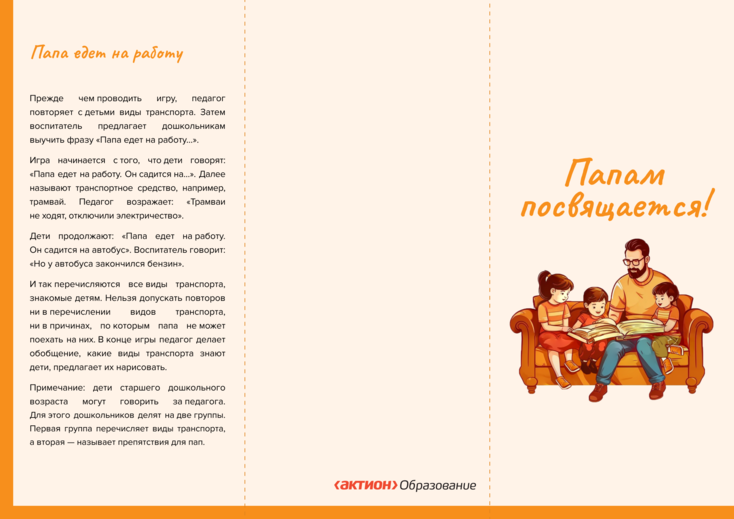 Папа едет на работу
Прежде чем проводить игру, педагог
повторяет с детьми виды транспорта. Затем
воспитатель предлагает дошкольникам
выучить фразу «Папа едет на работу...».
Игра начинается с того, что дети говорят:
«Папа едет на работу. Он садится на...». Далее
называют транспортное средство, например,
трамвай. Педагог возражает: «Трамваи
не ходят, отключили электричество».
Дети продолжают: «Папа едет на работу.
Он садится на автобус». Воспитатель говорит:
«Но у автобуса закончился бензин».
И так перечисляются все виды транспорта,
знакомые детям. Нельзя допускать повторов
ни в перечислении видов транспорта,
ни в причинах, по которым папа не может
поехать на них. В конце игры педагог делает
обобщение, какие виды транспорта знают
дети, предлагает их нарисовать.
Примечание: дети старшего дошкольного
возраста могут говорить за педагога.
Для этого дошкольников делят на две группы.
Первая группа перечисляет виды транспорта,
а вторая — называет препятствия для пап.
‹актион› Образование
Папам
посвящается!